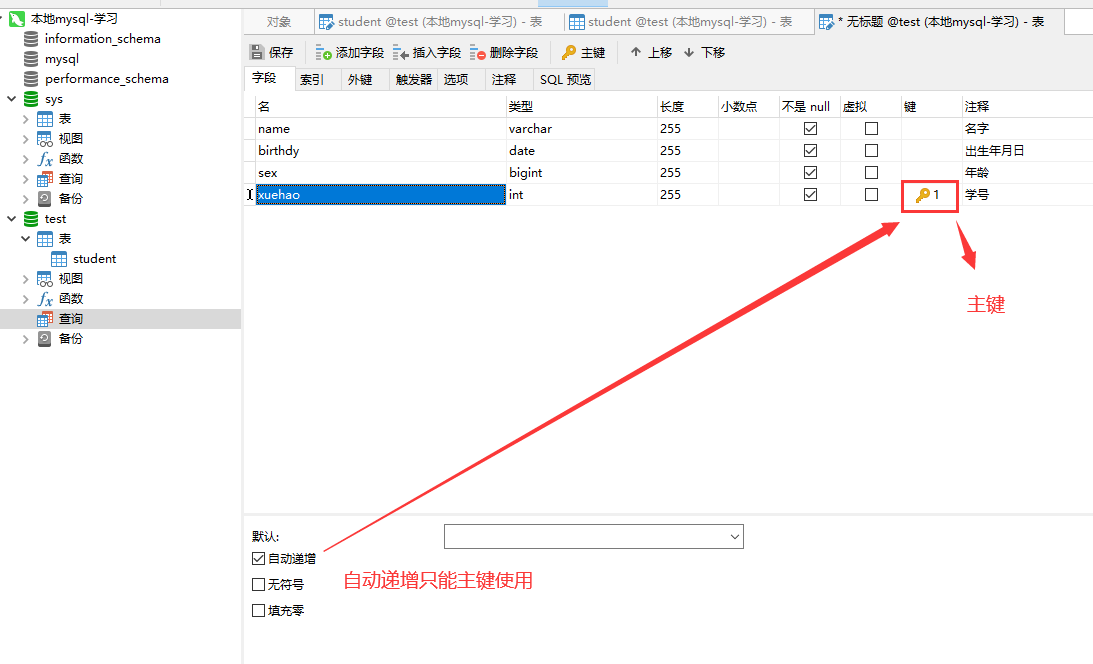 本地mysql-学习
information_schema
mysql
performance_schema
sys
表
视图
函数
查询
备份
test
表
student
视图
函数
查询
备份
对象 student @test (本地mysql-学习) - 表 student @test (本地mysql-学习) - 表 * 无标题 @test (本地mysql-学习) - 表
保存 添加字段 插入字段 删除字段 主键 上移 下移
字段 索引 外键 触发器 选项 注释 SQL 预览
名 类型 长度 小数点 不是 null 虚拟 键 注释
name varchar 255 名字
birthdy date 255 出生年月日
sex bigint 255 年龄
xuehao int 255 1 学号
主键
默认:
自动递增
自动递增只能主键使用
无符号
填充零